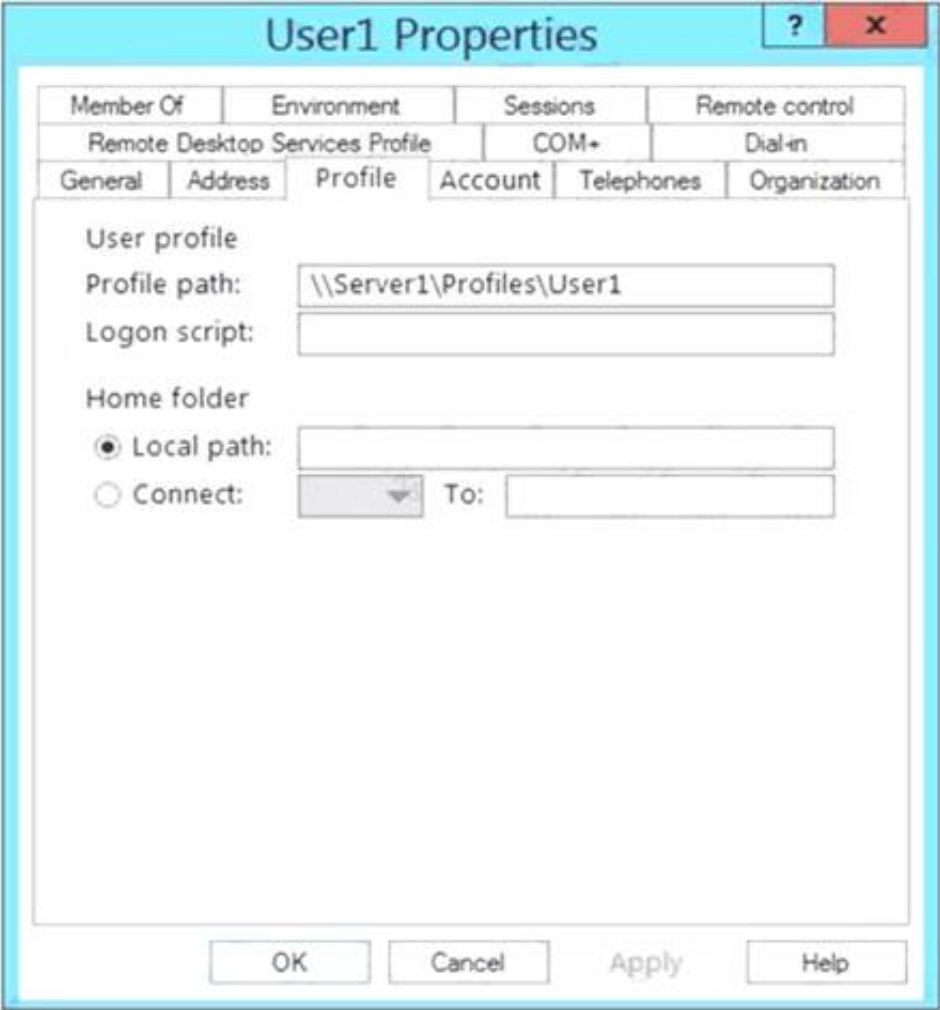 User1 Properties ? x
Member Of Environment Sessions Remote control
Remote Desktop Services Profile COM+ Dial-in
General Address Profile Account Telephones Organization
User profile
Profile path: \\Server1\Profiles\User1
Logon script:
Home folder
Local path:
Connect: To:
OK Cancel Apply Help